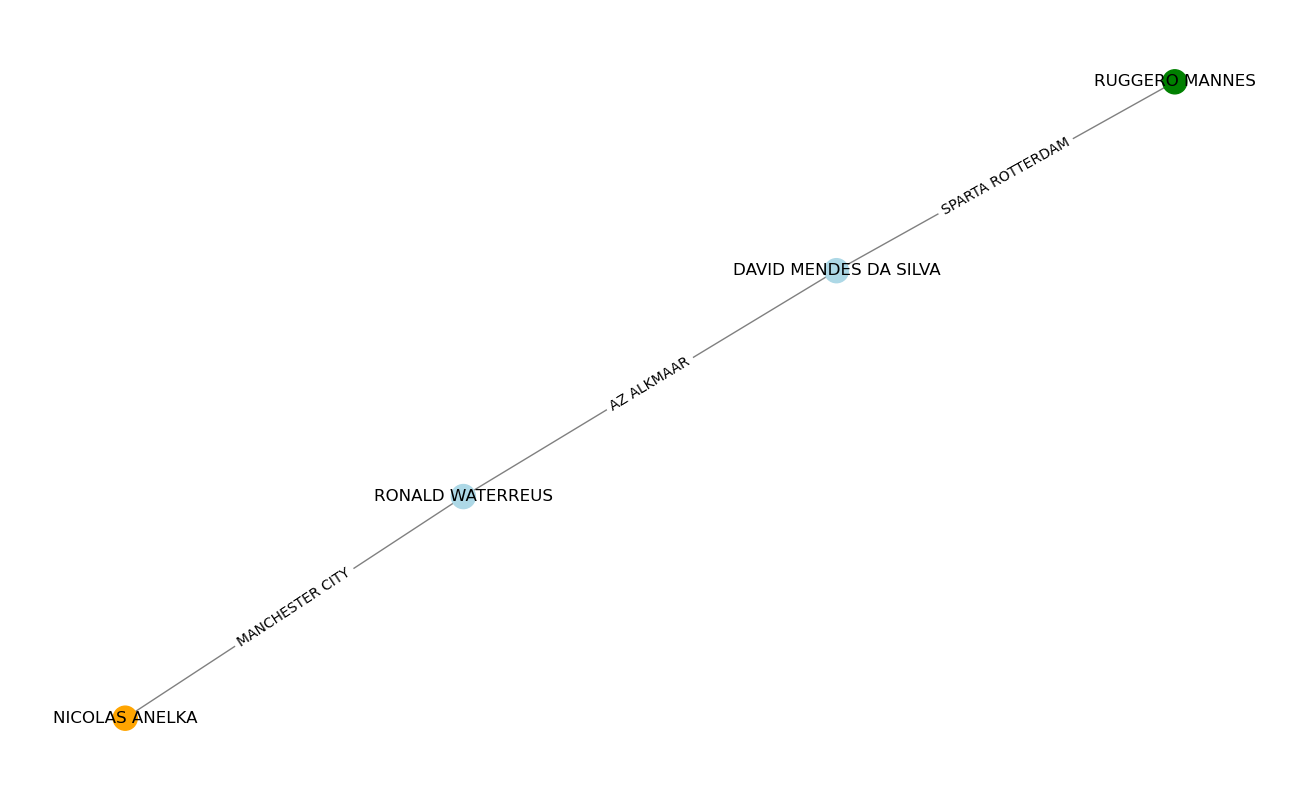 RUGGERO MANNES
SPARTA ROTTERDAM
DAVID MENDES DA SILVA
AZ ALKMAAR
RONALD WATERREUS
MANCHESTER CITY
NICOLAS ANELKA